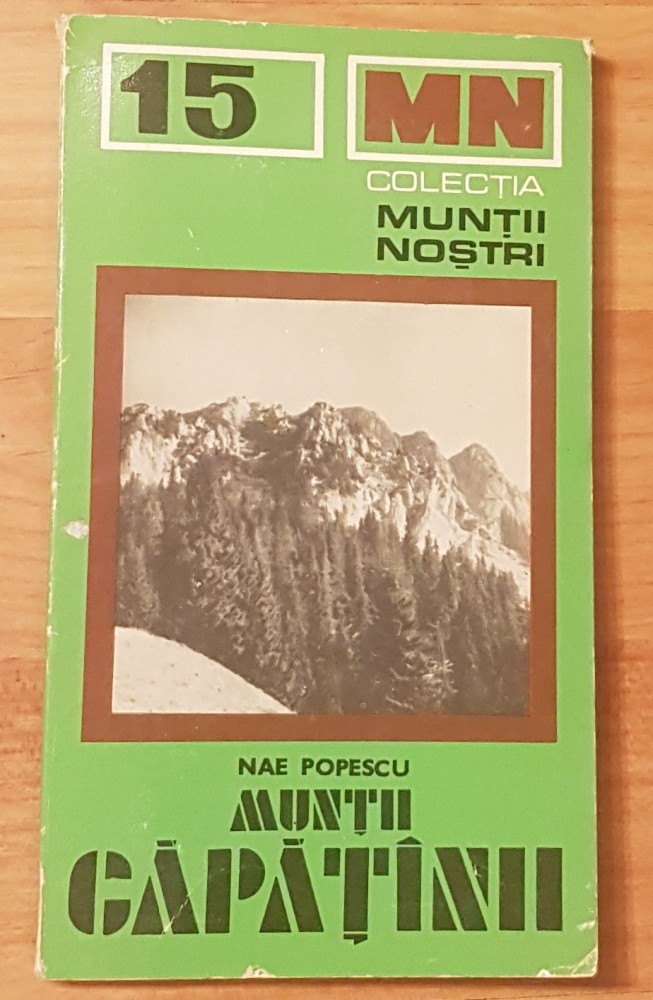 15
MN
COLECȚIA
MUNȚII
NOȘTRI
NAE POPESCU
MUNȚII
CĂPĂȚÎNII